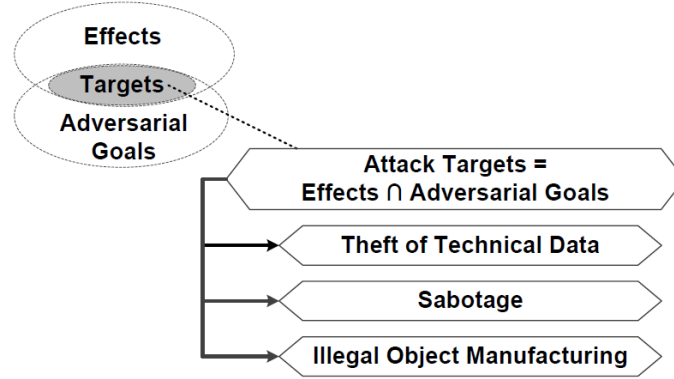 Effects
Targets
Adversarial
Goals
Attack Targets =
Effects ∩ Adversarial Goals
Theft of Technical Data
Sabotage
Illegal Object Manufacturing